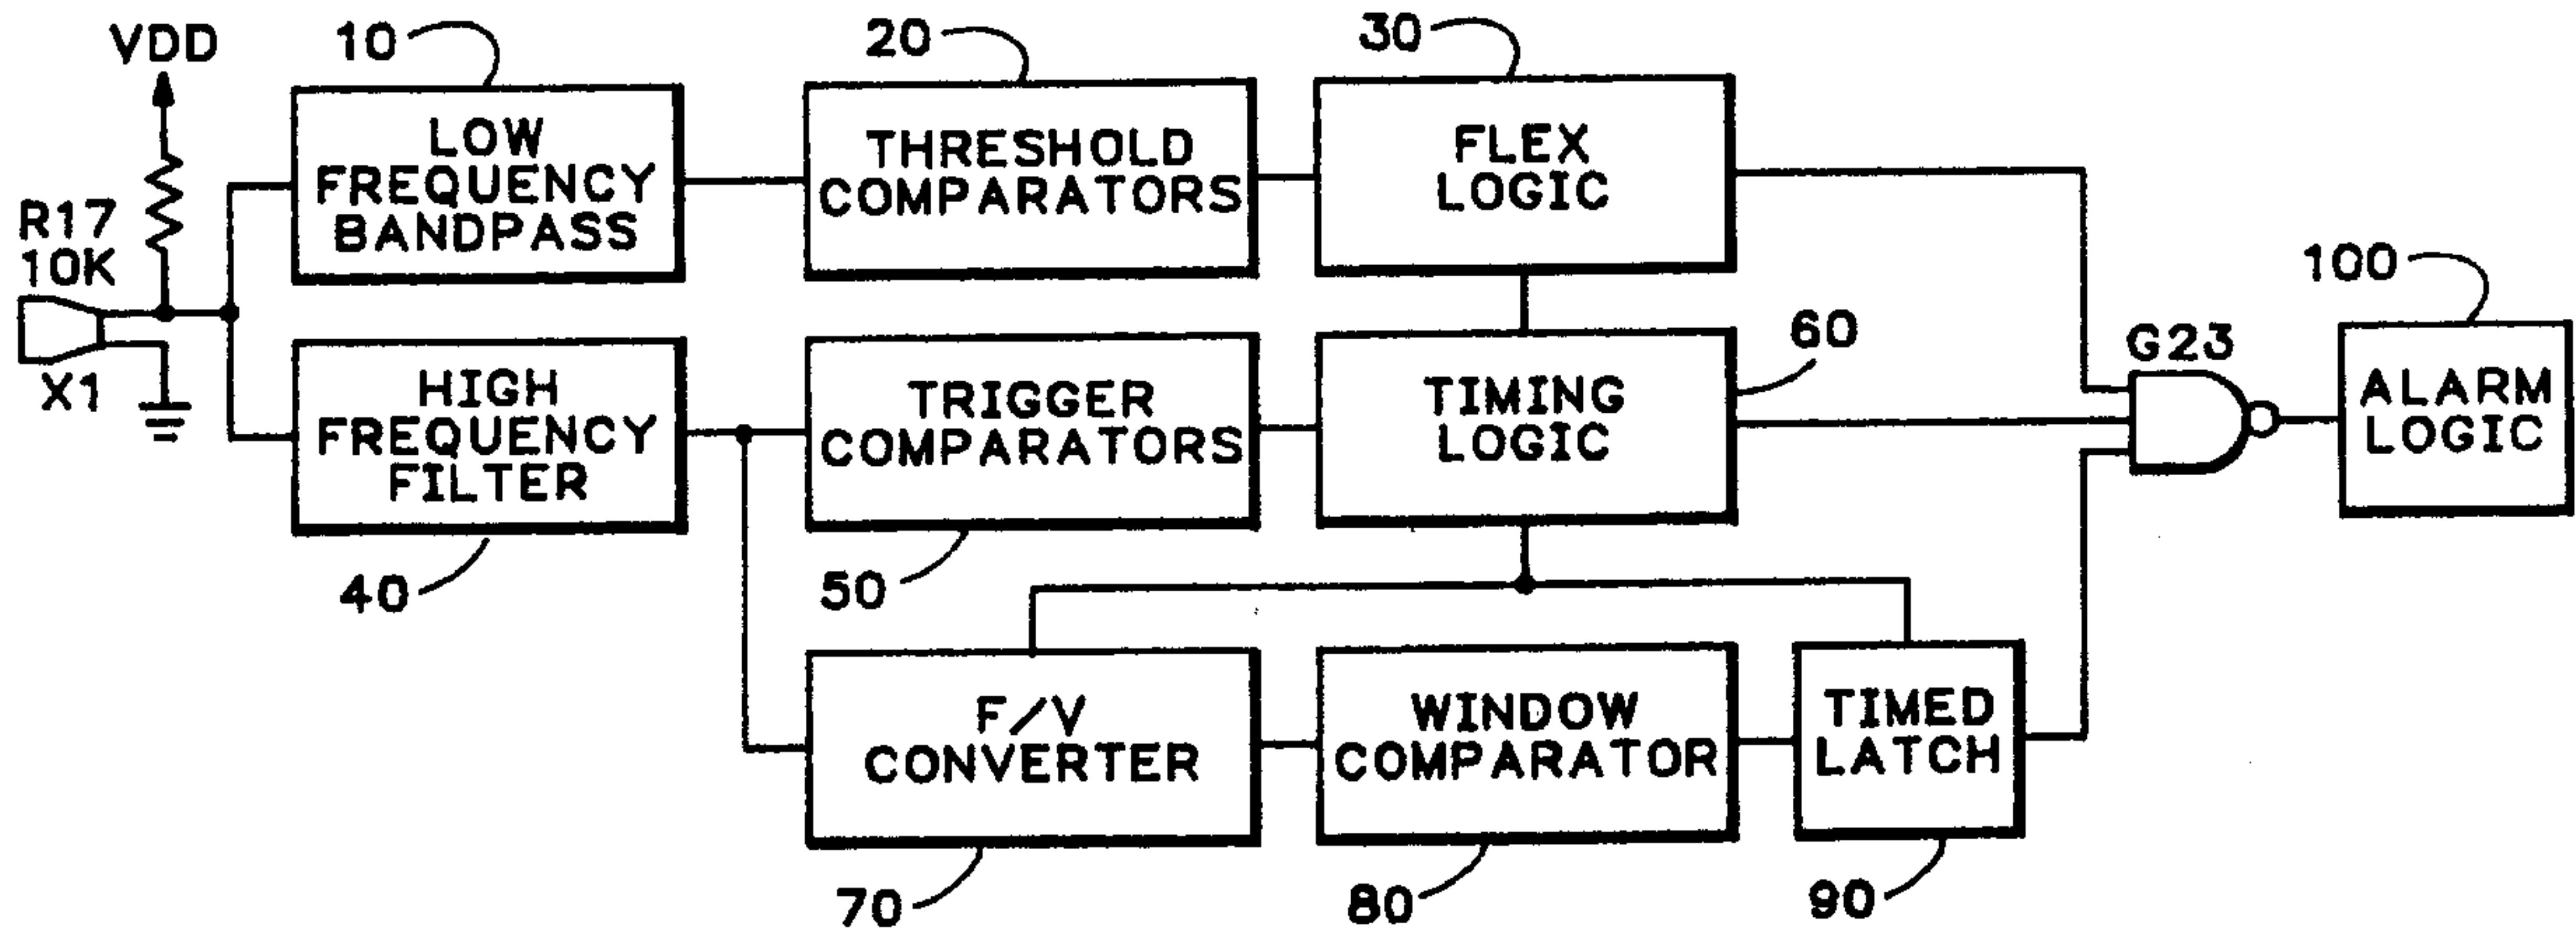 VDD
R17
10K
X1
10
LOW
FREQUENCY
BANDPASS
20
THRESHOLD
COMPARATORS
30
FLEX
LOGIC
HIGH
FREQUENCY
FILTER
40
TRIGGER
COMPARATORS
50
TIMING
LOGIC
60
G23
100
ALARM
LOGIC
F/V
CONVERTER
70
WINDOW
COMPARATOR
80
TIMED
LATCH
90